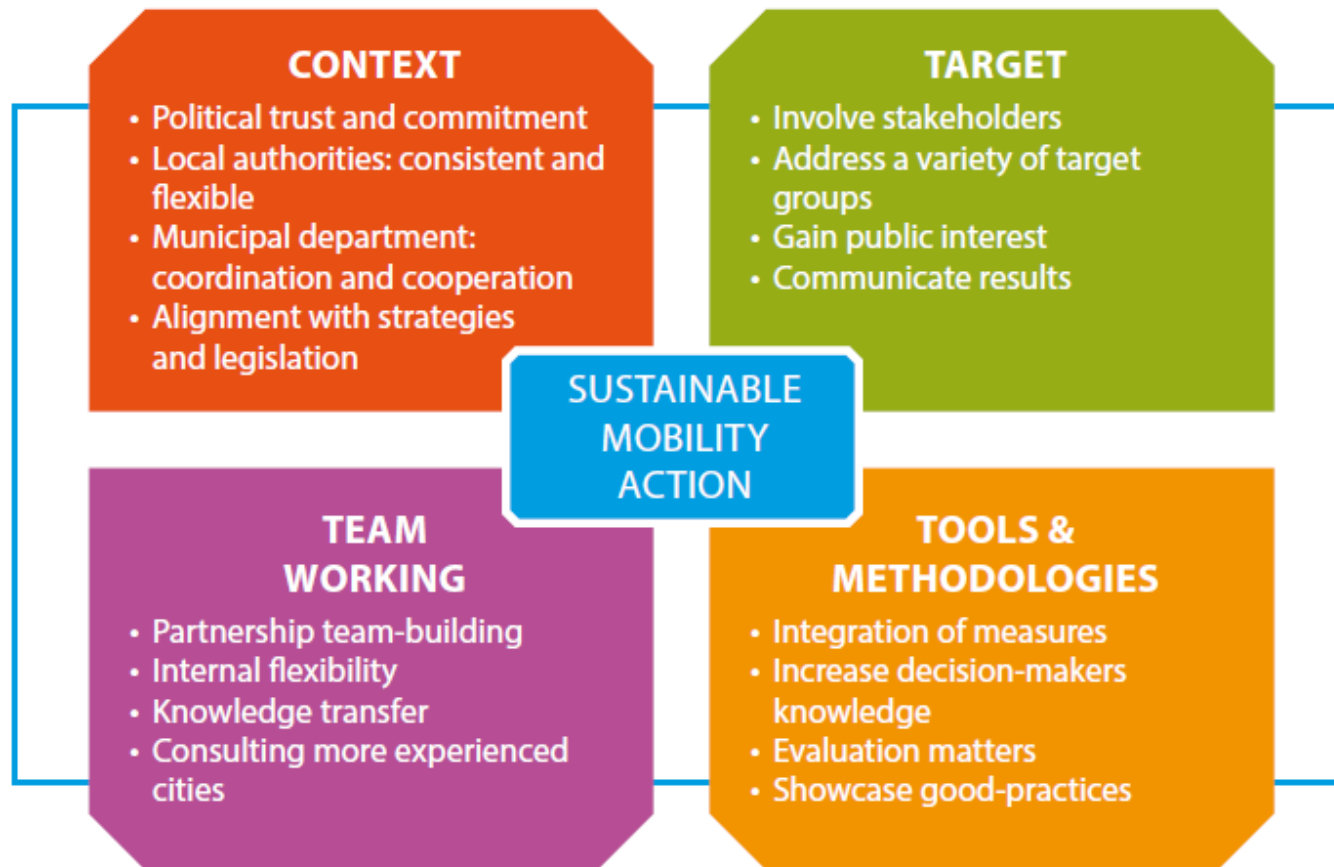 CONTEXT
• Political trust and commitment
• Local authorities: consistent and
flexible
• Municipal department:
coordination and cooperation
• Alignment with strategies
and legislation
TARGET
• Involve stakeholders
• Address a variety of target
groups
• Gain public interest
• Communicate results
SUSTAINABLE
MOBILITY
ACTION
TEAM
WORKING
• Partnership team-building
• Internal flexibility
• Knowledge transfer
• Consulting more experienced
cities
TOOLS &
METHODOLOGIES
• Integration of measures
• Increase decision-makers
knowledge
• Evaluation matters
• Showcase good-practices